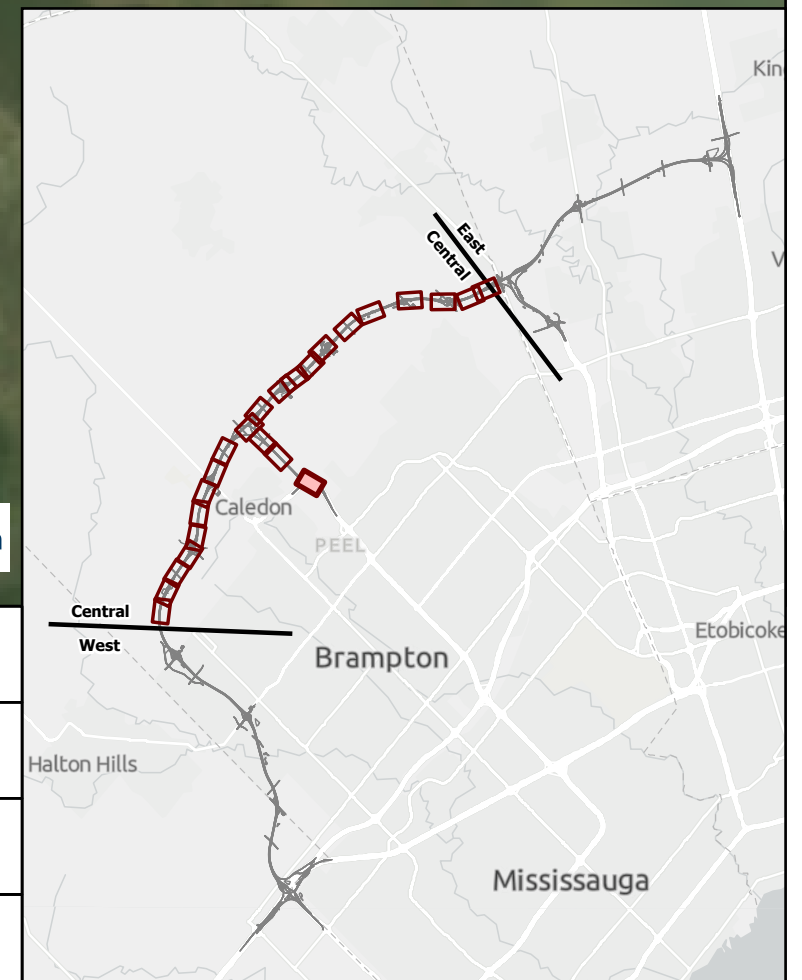 Kin
East
Central
Caledon
PEEL
Central
West
Etobicoke
Brampton
Halton Hills
Mississauga